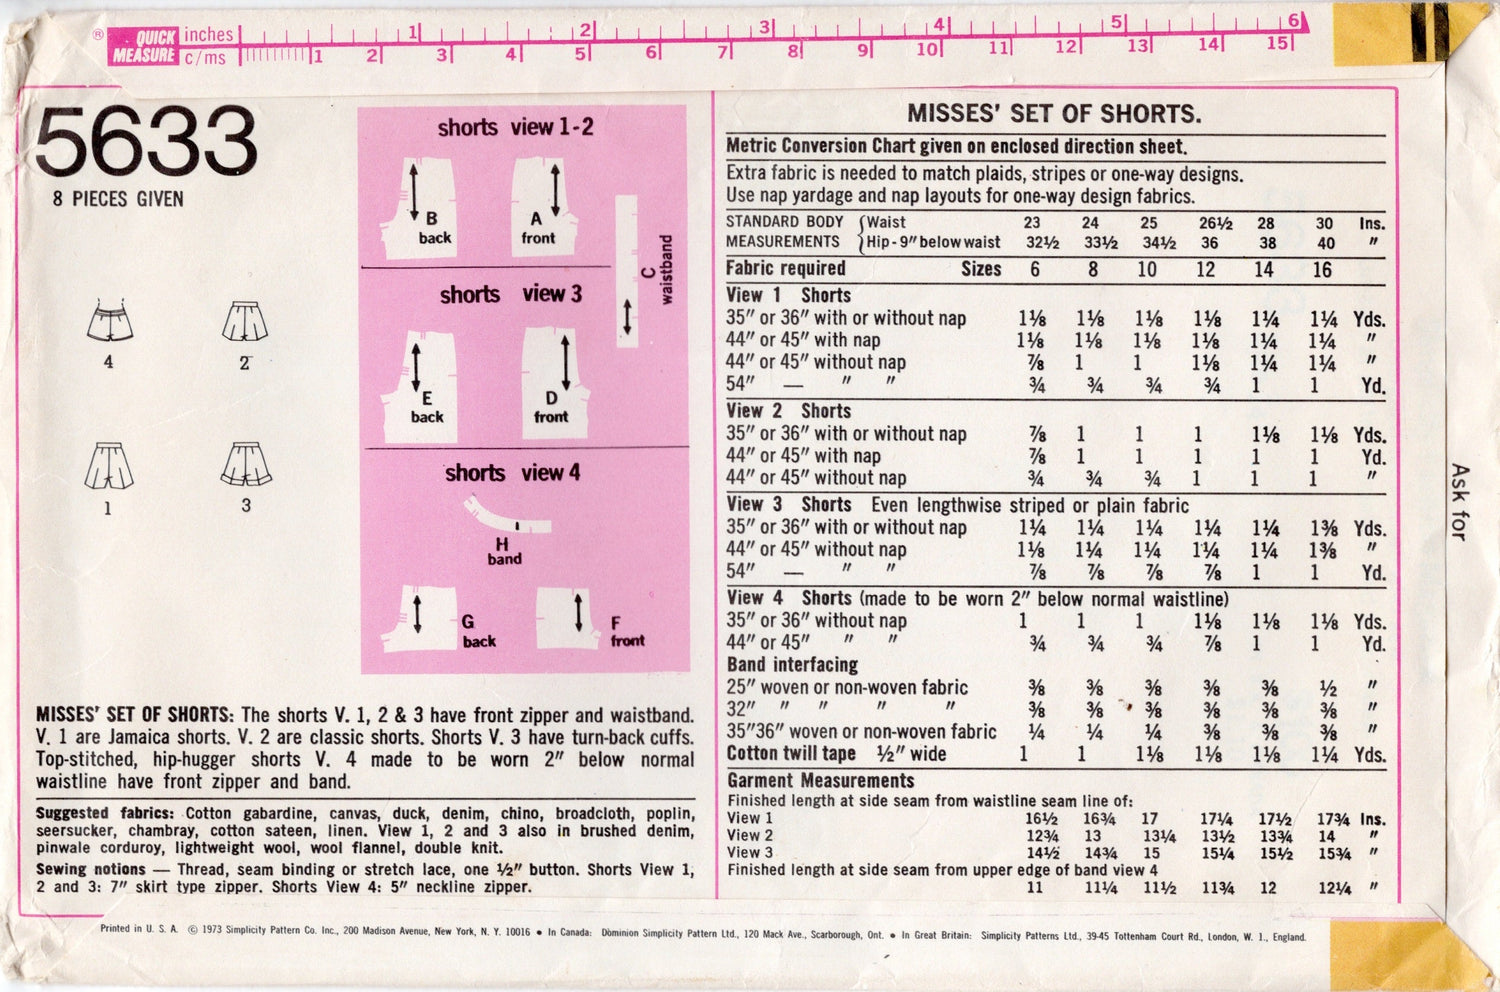 ® QUICK MEASURE inches 1 2 3 4 5 6
c/ms 1 2 3 4 5 6 7 8 9 10 11 12 13 14 15
5633
8 PIECES GIVEN
4 2
1 3
shorts view 1-2
B back
A front
C waistband
shorts view 3
E back
D front
shorts view 4
H band
G back
F front
MISSES' SET OF SHORTS: The shorts V. 1, 2 & 3 have front zipper and waistband.
V. 1 are Jamaica shorts. V. 2 are classic shorts. Shorts V. 3 have turn-back cuffs.
Top-stitched, hip-hugger shorts V. 4 made to be worn 2" below normal
waistline have front zipper and band.
Suggested fabrics: Cotton gabardine, canvas, duck, denim, chino, broadcloth, poplin,
seersucker, chambray, cotton sateen, linen. View 1, 2 and 3 also in brushed denim,
pinwale corduroy, lightweight wool, wool flannel, double knit.
Sewing notions — Thread, seam binding or stretch lace, one ½" button. Shorts View 1,
2 and 3: 7" skirt type zipper. Shorts View 4: 5" neckline zipper.
MISSES' SET OF SHORTS.
Metric Conversion Chart given on enclosed direction sheet.
Extra fabric is needed to match plaids, stripes or one-way designs.
Use nap yardage and nap layouts for one-way design fabrics.
STANDARD BODY { Waist 23 24 25 26½ 28 30 Ins.
MEASUREMENTS { Hip - 9" below waist 32½ 33½ 34½ 36 38 40 "
Fabric required Sizes 6 8 10 12 14 16
View 1 Shorts
35" or 36" with or without nap 1⅛ 1⅛ 1⅛ 1⅛ 1¼ 1¼ Yds.
44" or 45" with nap 1⅛ 1⅛ 1⅛ 1⅛ 1¼ 1¼ "
44" or 45" without nap ⅞ 1 1 1⅛ 1¼ 1¼ "
54" — " " ¾ ¾ ¾ ¾ 1 1 Yd.
View 2 Shorts
35" or 36" with or without nap ⅞ 1 1 1 1⅛ 1⅛ Yds.
44" or 45" with nap ⅞ 1 1 1 1 1 Yd.
44" or 45" without nap ¾ ¾ ¾ 1 1 1 "
View 3 Shorts Even lengthwise striped or plain fabric
35" or 36" with or without nap 1¼ 1¼ 1¼ 1¼ 1¼ 1⅜ Yds.
44" or 45" without nap 1⅛ 1¼ 1¼ 1¼ 1¼ 1⅜ "
54" — " " ⅞ ⅞ ⅞ ⅞ 1 1 Yd.
View 4 Shorts (made to be worn 2" below normal waistline)
35" or 36" without nap 1 1 1 1⅛ 1⅛ 1⅛ Yds.
44" or 45" " " ¾ ¾ ¾ ⅞ 1 1 Yd.
Band interfacing
25" woven or non-woven fabric ⅜ ⅜ ⅜ ⅜ ⅜ ½ "
32" " " " " ⅜ ⅜ ⅜ ⅜ ⅜ ⅜ "
35"36" woven or non-woven fabric ¼ ¼ ¼ ⅜ ⅜ ⅜ "
Cotton twill tape ½" wide 1 1 1⅛ 1⅛ 1⅛ 1¼ Yds.
Garment Measurements
Finished length at side seam from waistline seam line of:
View 1 16½ 16¾ 17 17¼ 17½ 17¾ Ins.
View 2 12¾ 13 13¼ 13½ 13¾ 14 "
View 3 14½ 14¾ 15 15¼ 15½ 15¾ "
Finished length at side seam from upper edge of band view 4
11 11¼ 11½ 11¾ 12 12¼ "
Ask for
Printed in U. S. A. © 1973 Simplicity Pattern Co. Inc., 200 Madison Avenue, New York, N. Y. 10016 • In Canada: Dominion Simplicity Pattern Ltd., 120 Mack Ave., Scarborough, Ont. • In Great Britain: Simplicity Patterns Ltd., 39-45 Tottenham Court Rd., London, W. 1., England.